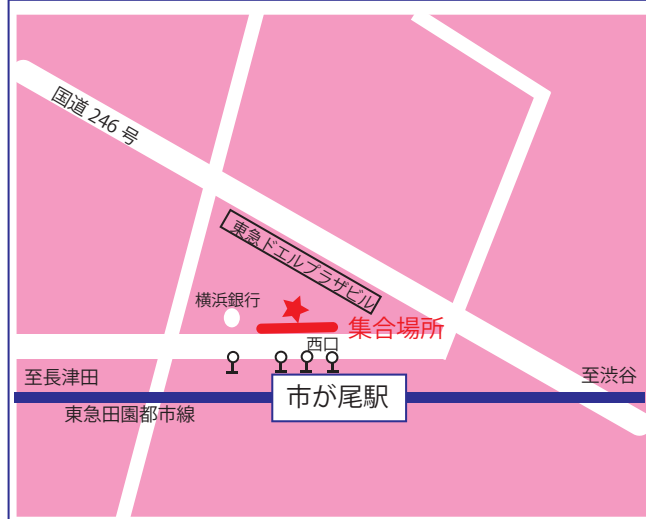 国道 246 号
東急ドエルプラザビル
横浜銀行
集合場所
西口
至長津田
至渋谷
市が尾駅
東急田園都市線